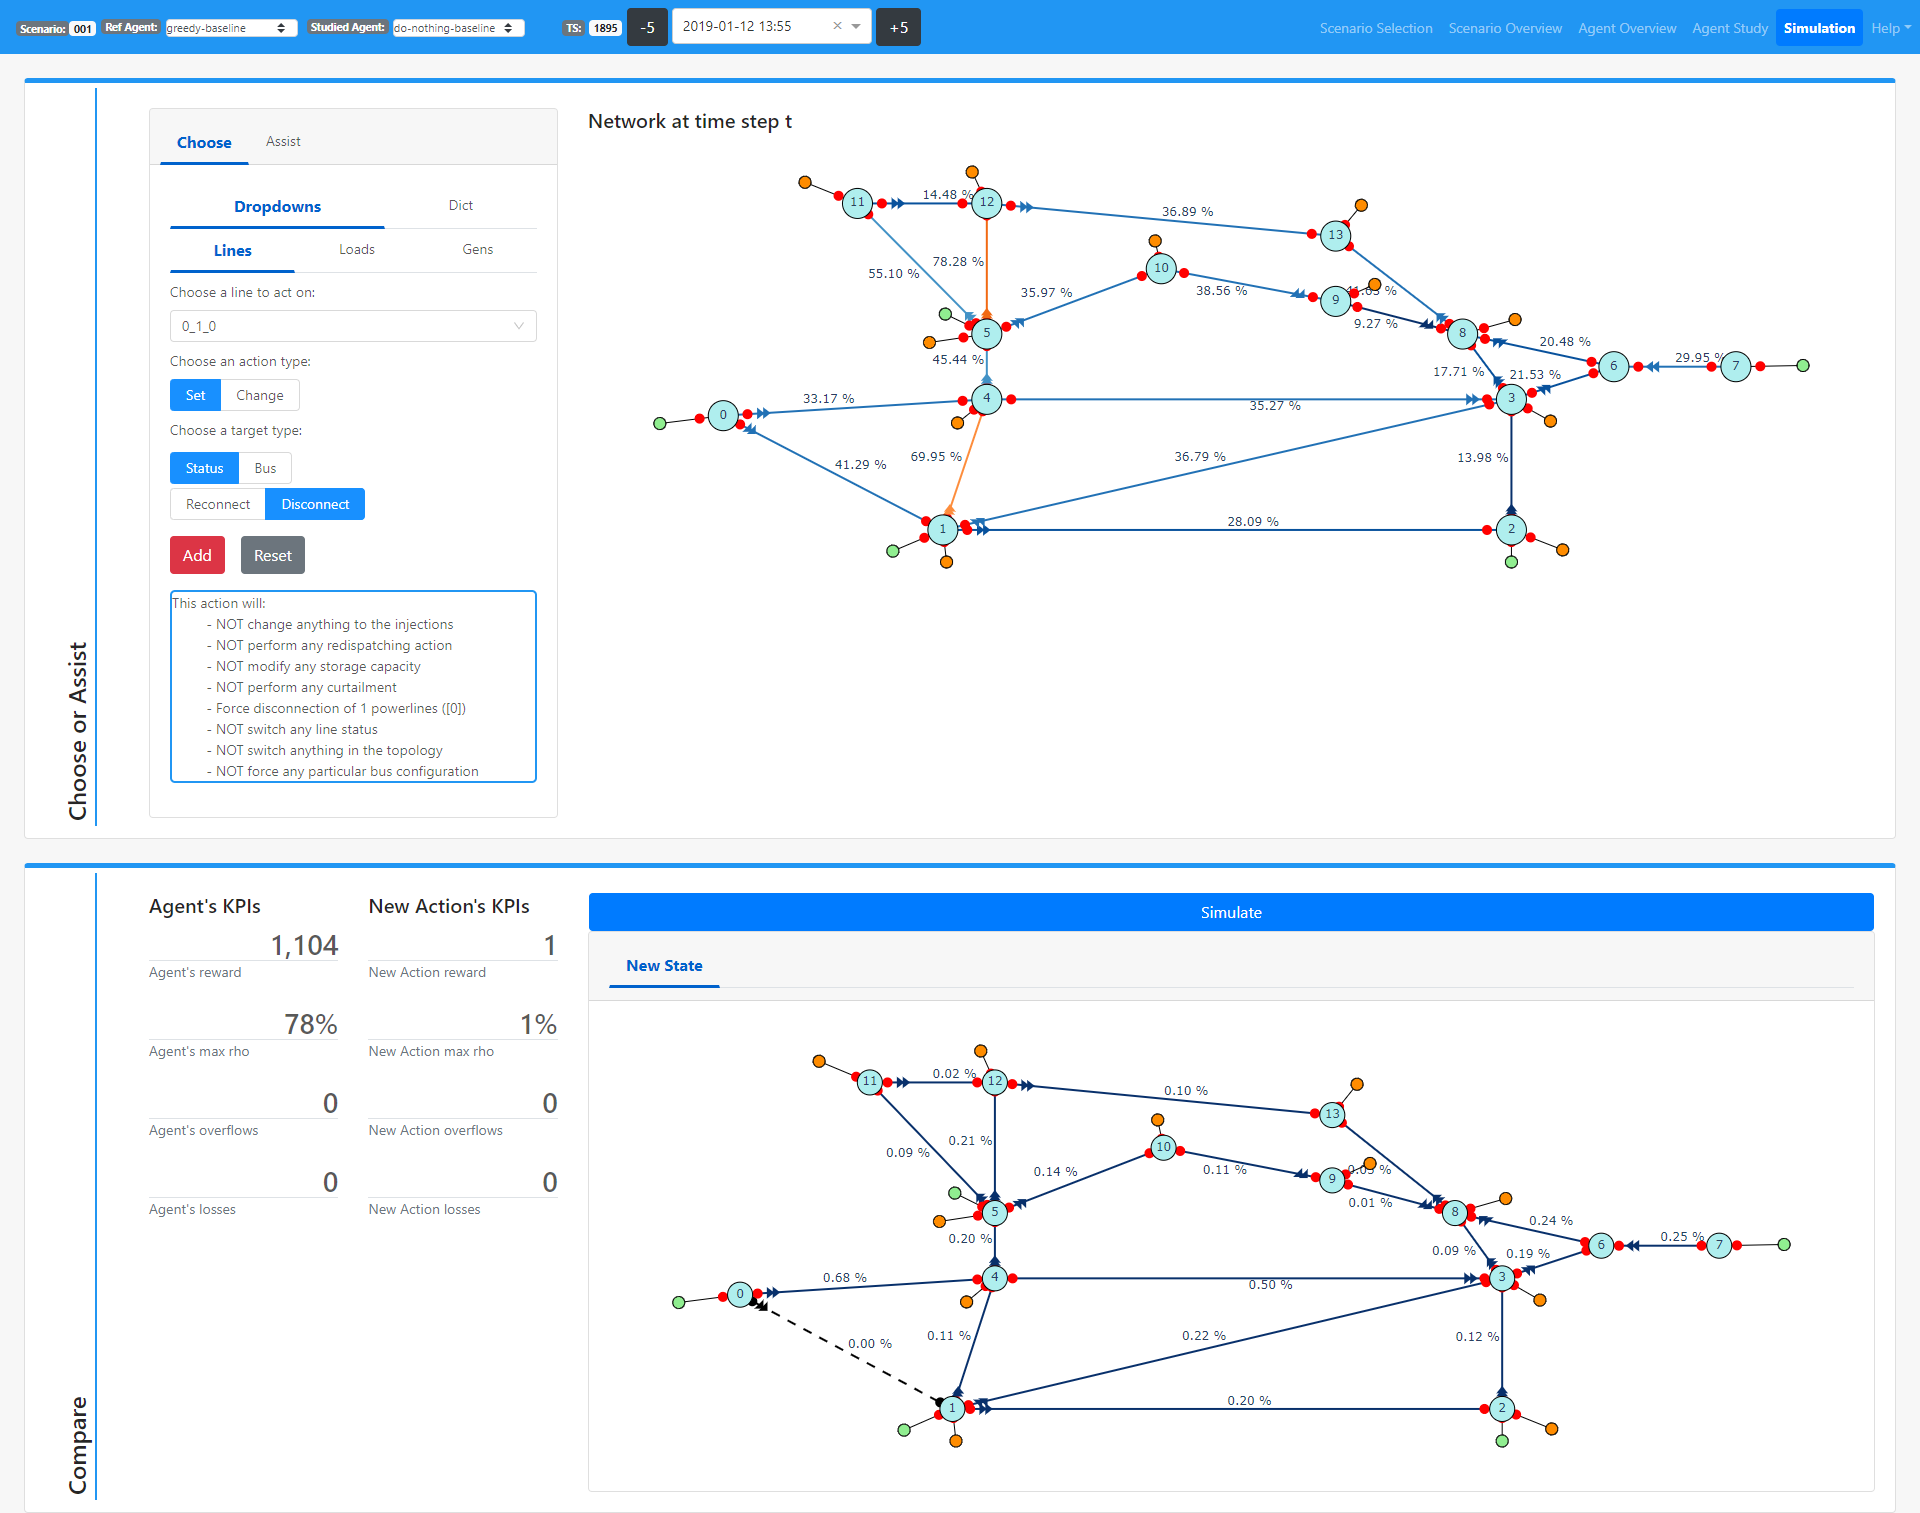 Scenario: 001 Ref Agent: greedy-baseline Studied Agent: do-nothing-baseline TS: 1895 -5 2019-01-12 13:55 × +5 Scenario Selection Scenario Overview Agent Overview Agent Study Simulation Help
Choose or Assist
Choose Assist
Dropdowns Dict
Lines Loads Gens
Choose a line to act on:
0_1_0
Choose an action type:
Set Change
Choose a target type:
Status Bus
Reconnect Disconnect
Add Reset
This action will:
- NOT change anything to the injections
- NOT perform any redispatching action
- NOT modify any storage capacity
- NOT perform any curtailment
- Force disconnection of 1 powerlines ([0])
- NOT switch any line status
- NOT switch anything in the topology
- NOT force any particular bus configuration
Network at time step t
11 14.48 % 12
36.89 %
13
55.10 % 78.28 %
10
35.97 % 38.56 %
9
9.27 %
5
8
45.44 %
20.48 %
17.71 % 21.53 %
6 29.95 % 7
0 33.17 % 4 35.27 % 3
41.29 % 69.95 % 36.79 % 13.98 %
1 28.09 % 2
Compare
Agent's KPIs New Action's KPIs
1,104 1
Agent's reward New Action reward
78% 1%
Agent's max rho New Action max rho
0 0
Agent's overflows New Action overflows
0 0
Agent's losses New Action losses
Simulate
New State
11 0.02 % 12
0.10 %
13
0.09 % 0.21 %
10
0.14 % 0.11 %
9
0.01 %
5
8
0.20 %
0.24 %
0.09 % 0.19 %
6 0.25 % 7
0 0.68 % 4 0.50 % 3
0.00 % 0.11 % 0.22 % 0.12 %
1 0.20 % 2